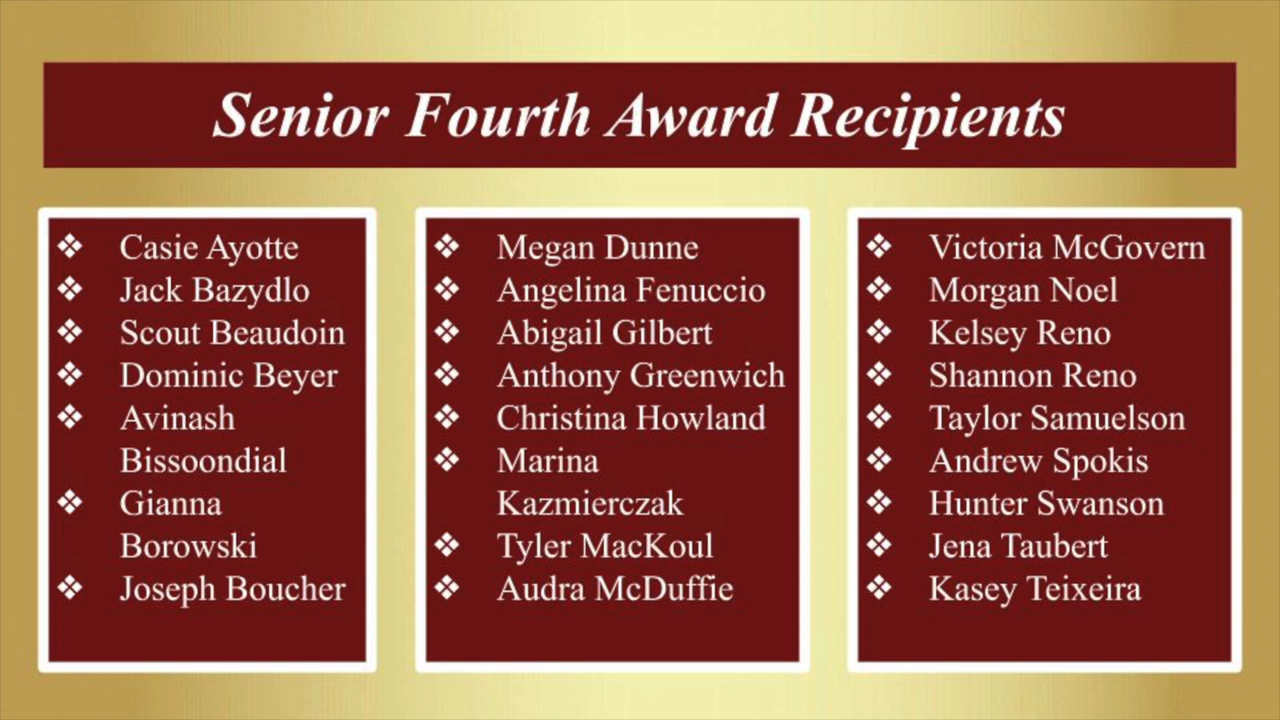 Senior Fourth Award Recipients
❖ Casie Ayotte
❖ Jack Bazydlo
❖ Scout Beaudoin
❖ Dominic Beyer
❖ Avinash
Bissoondial
❖ Gianna
Borowski
❖ Joseph Boucher
❖ Megan Dunne
❖ Angelina Fenuccio
❖ Abigail Gilbert
❖ Anthony Greenwich
❖ Christina Howland
❖ Marina
Kazmierczak
❖ Tyler MacKoul
❖ Audra McDuffie
❖ Victoria McGovern
❖ Morgan Noel
❖ Kelsey Reno
❖ Shannon Reno
❖ Taylor Samuelson
❖ Andrew Spokis
❖ Hunter Swanson
❖ Jena Taubert
❖ Kasey Teixeira